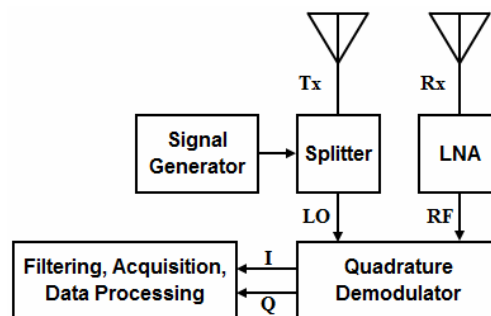 Tx
Rx
Signal
Generator
Splitter
LNA
LO
RF
Filtering, Acquisition,
Data Processing
I
Q
Quadrature
Demodulator